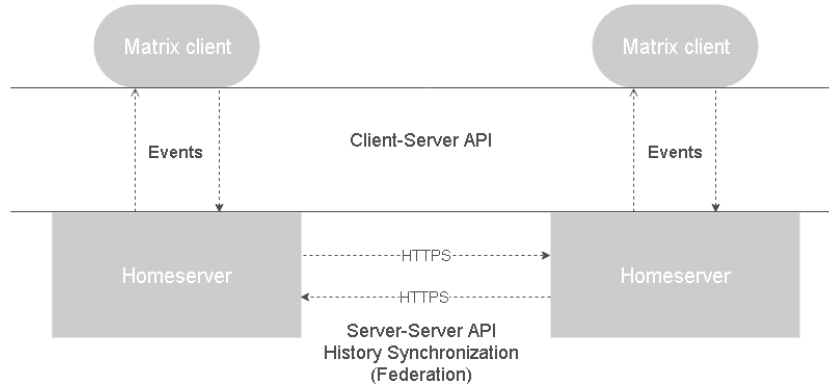 Matrix client
Matrix client
Events
Client-Server API
Events
Homeserver
HTTPS
Homeserver
HTTPS
Server-Server API
History Synchronization
(Federation)